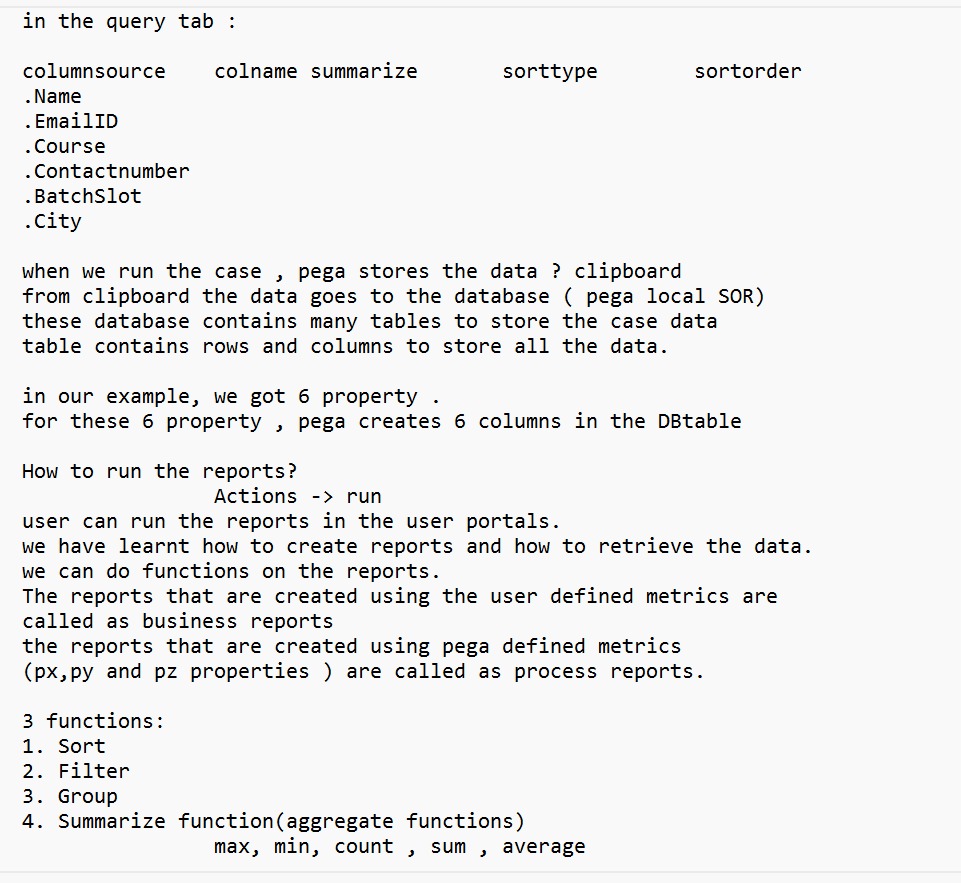 in the query tab :
columnsource colname summarize sorttype sortorder
.Name
.EmailID
.Course
.Contactnumber
.BatchSlot
.City
when we run the case , pega stores the data ? clipboard
from clipboard the data goes to the database ( pega local SOR)
these database contains many tables to store the case data
table contains rows and columns to store all the data.
in our example, we got 6 property .
for these 6 property , pega creates 6 columns in the DBtable
How to run the reports?
Actions -> run
user can run the reports in the user portals.
we have learnt how to create reports and how to retrieve the data.
we can do functions on the reports.
The reports that are created using the user defined metrics are
called as business reports
the reports that are created using pega defined metrics
(px,py and pz properties ) are called as process reports.
3 functions:
1. Sort
2. Filter
3. Group
4. Summarize function(aggregate functions)
max, min, count , sum , average